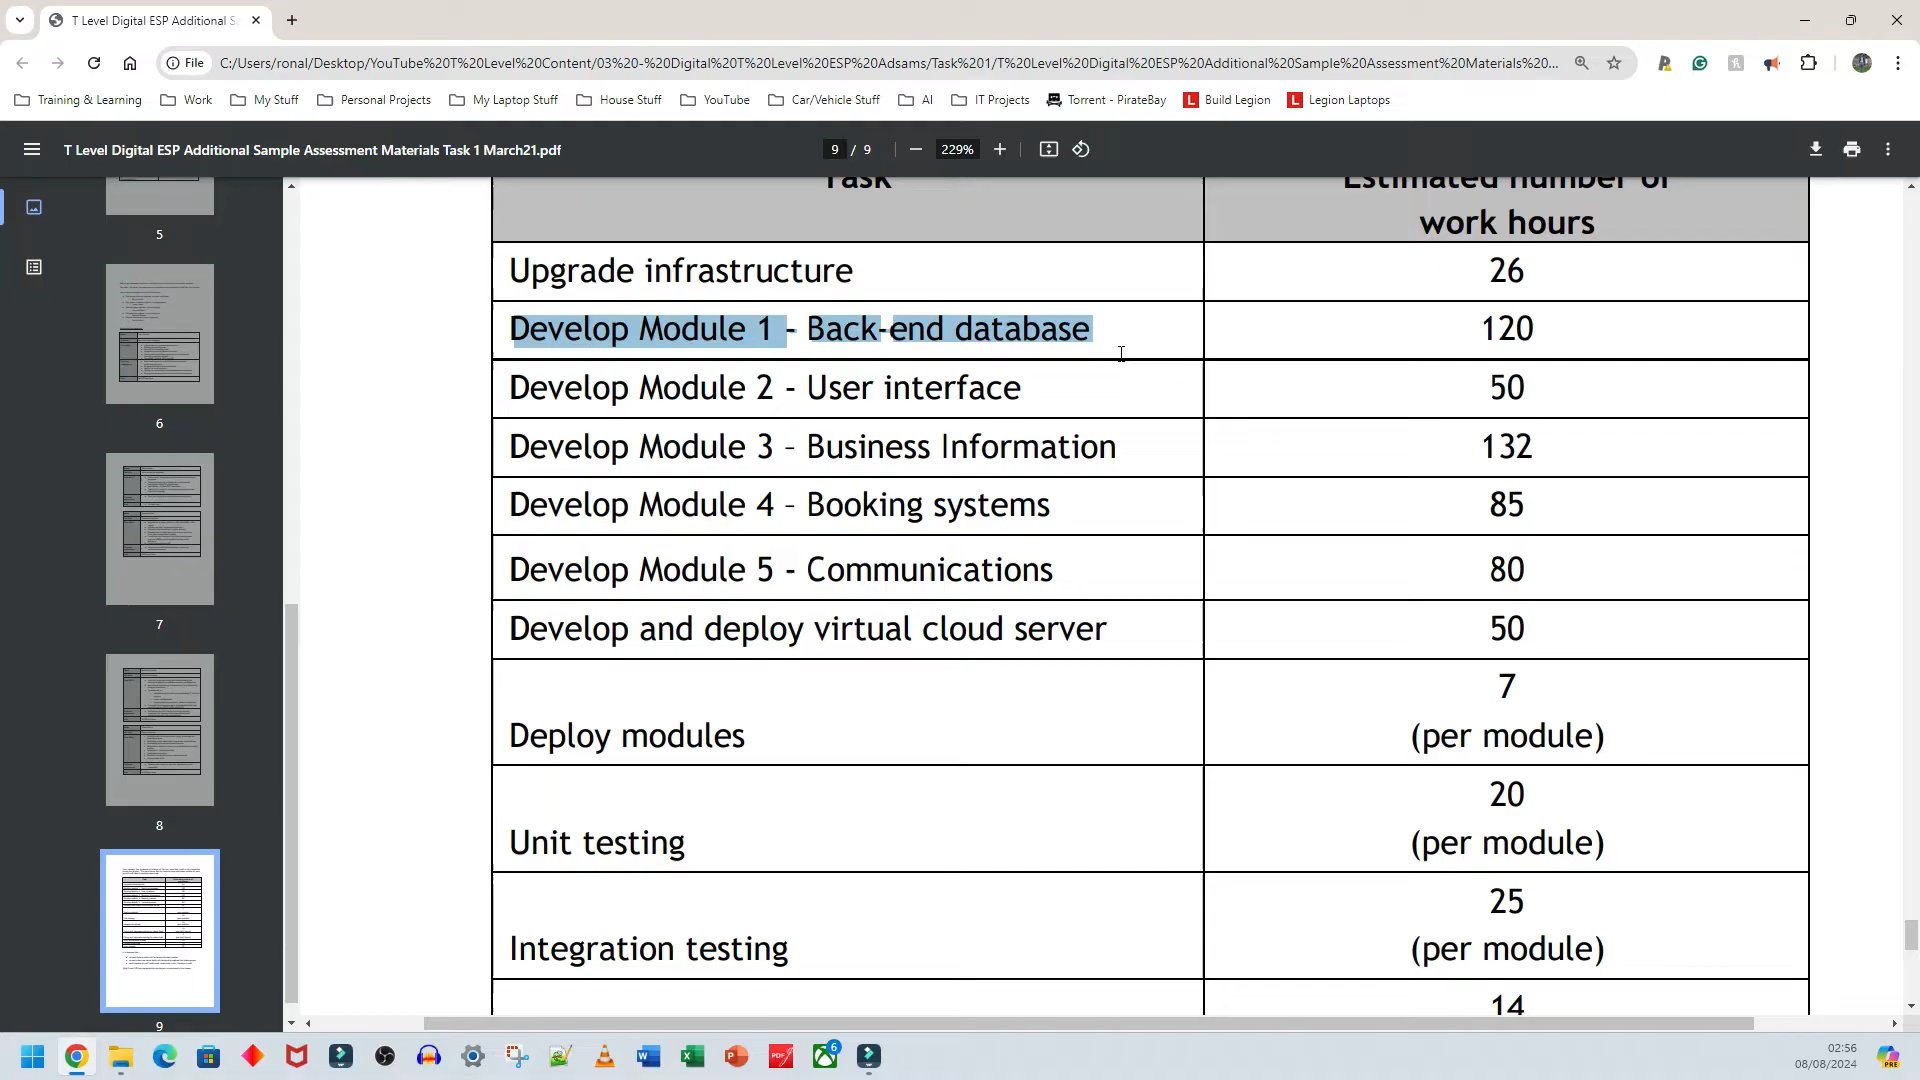 T Level Digital ESP Additional S
File
C:/Users/ronal/Desktop/YouTube%20T%20Level%20Content/03%20-%20Digital%20T%20Level%20ESP%20Adsams/Task%201/T%20Level%20Digital%20ESP%20Additional%20Sample%20Assessment%20Materials%20...
Training & Learning
Work
My Stuff
Personal Projects
My Laptop Stuff
House Stuff
YouTube
Car/Vehicle Stuff
AI
IT Projects
Torrent - PirateBay
Build Legion
Legion Laptops
T Level Digital ESP Additional Sample Assessment Materials Task 1 March21.pdf
9 / 9
229%
5
6
7
8
9
Task
Estimated number of
work hours
Upgrade infrastructure
26
Develop Module 1 - Back-end database
120
Develop Module 2 - User interface
50
Develop Module 3 – Business Information
132
Develop Module 4 – Booking systems
85
Develop Module 5 - Communications
80
Develop and deploy virtual cloud server
50
Deploy modules
7
(per module)
Unit testing
20
(per module)
Integration testing
25
(per module)
14
6
02:56
08/08/2024